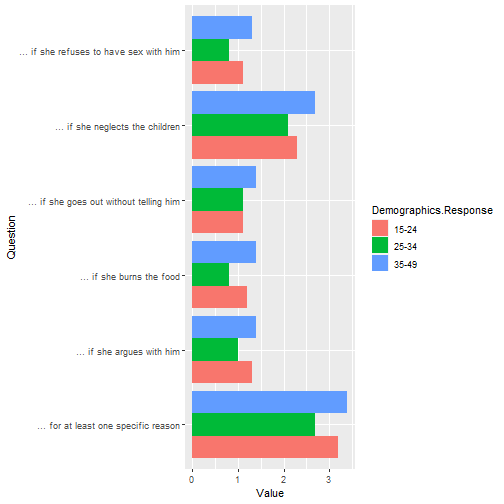 ... if she refuses to have sex with him
... if she neglects the children
... if she goes out without telling him
... if she burns the food
... if she argues with him
... for at least one specific reason
Question
0 1 2 3
Value
Demographics.Response
15-24
25-34
35-49